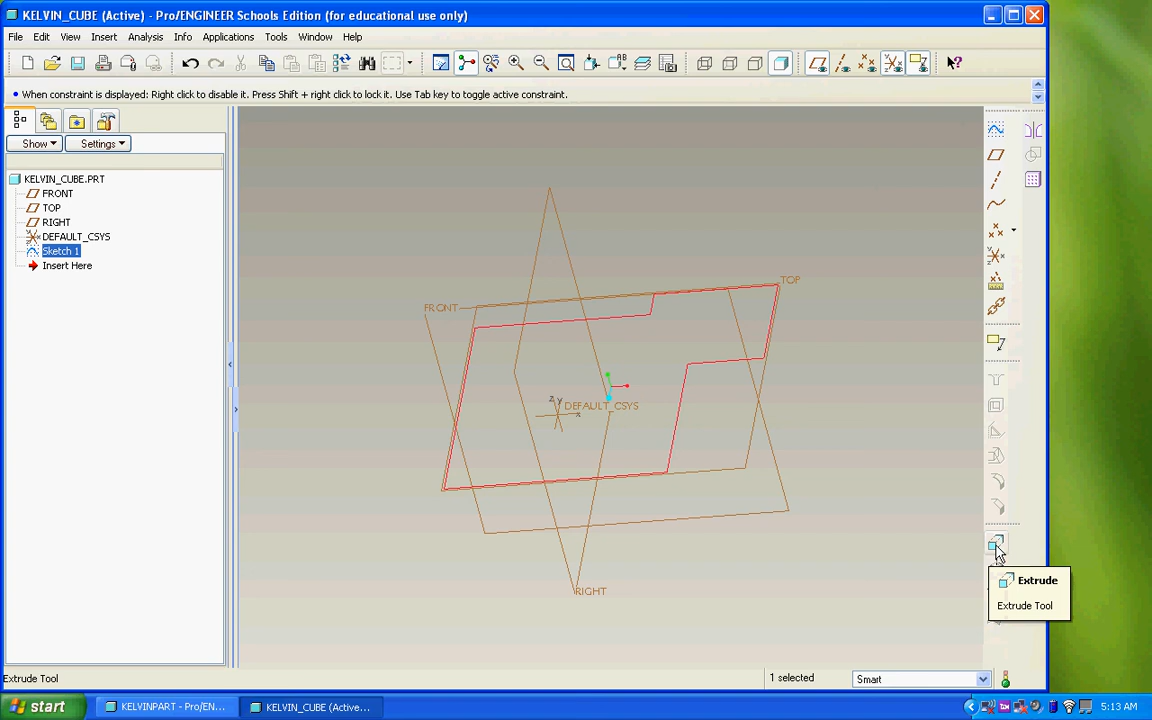 KELVIN_CUBE (Active) - Pro/ENGINEER Schools Edition (for educational use only)
File Edit View Insert Analysis Info Applications Tools Window Help
• When constraint is displayed: Right click to disable it. Press Shift + right click to lock it. Use Tab key to toggle active constraint.
Show Settings
KELVIN_CUBE.PRT
FRONT
TOP
RIGHT
DEFAULT_CSYS
Sketch 1
Insert Here
TOP
FRONT
z y
DEFAULT_CSYS
x
RIGHT
Extrude
Extrude Tool
Extrude Tool
1 selected
Smart
start
KELVINPART - Pro/EN...
KELVIN_CUBE (Active...
5:13 AM